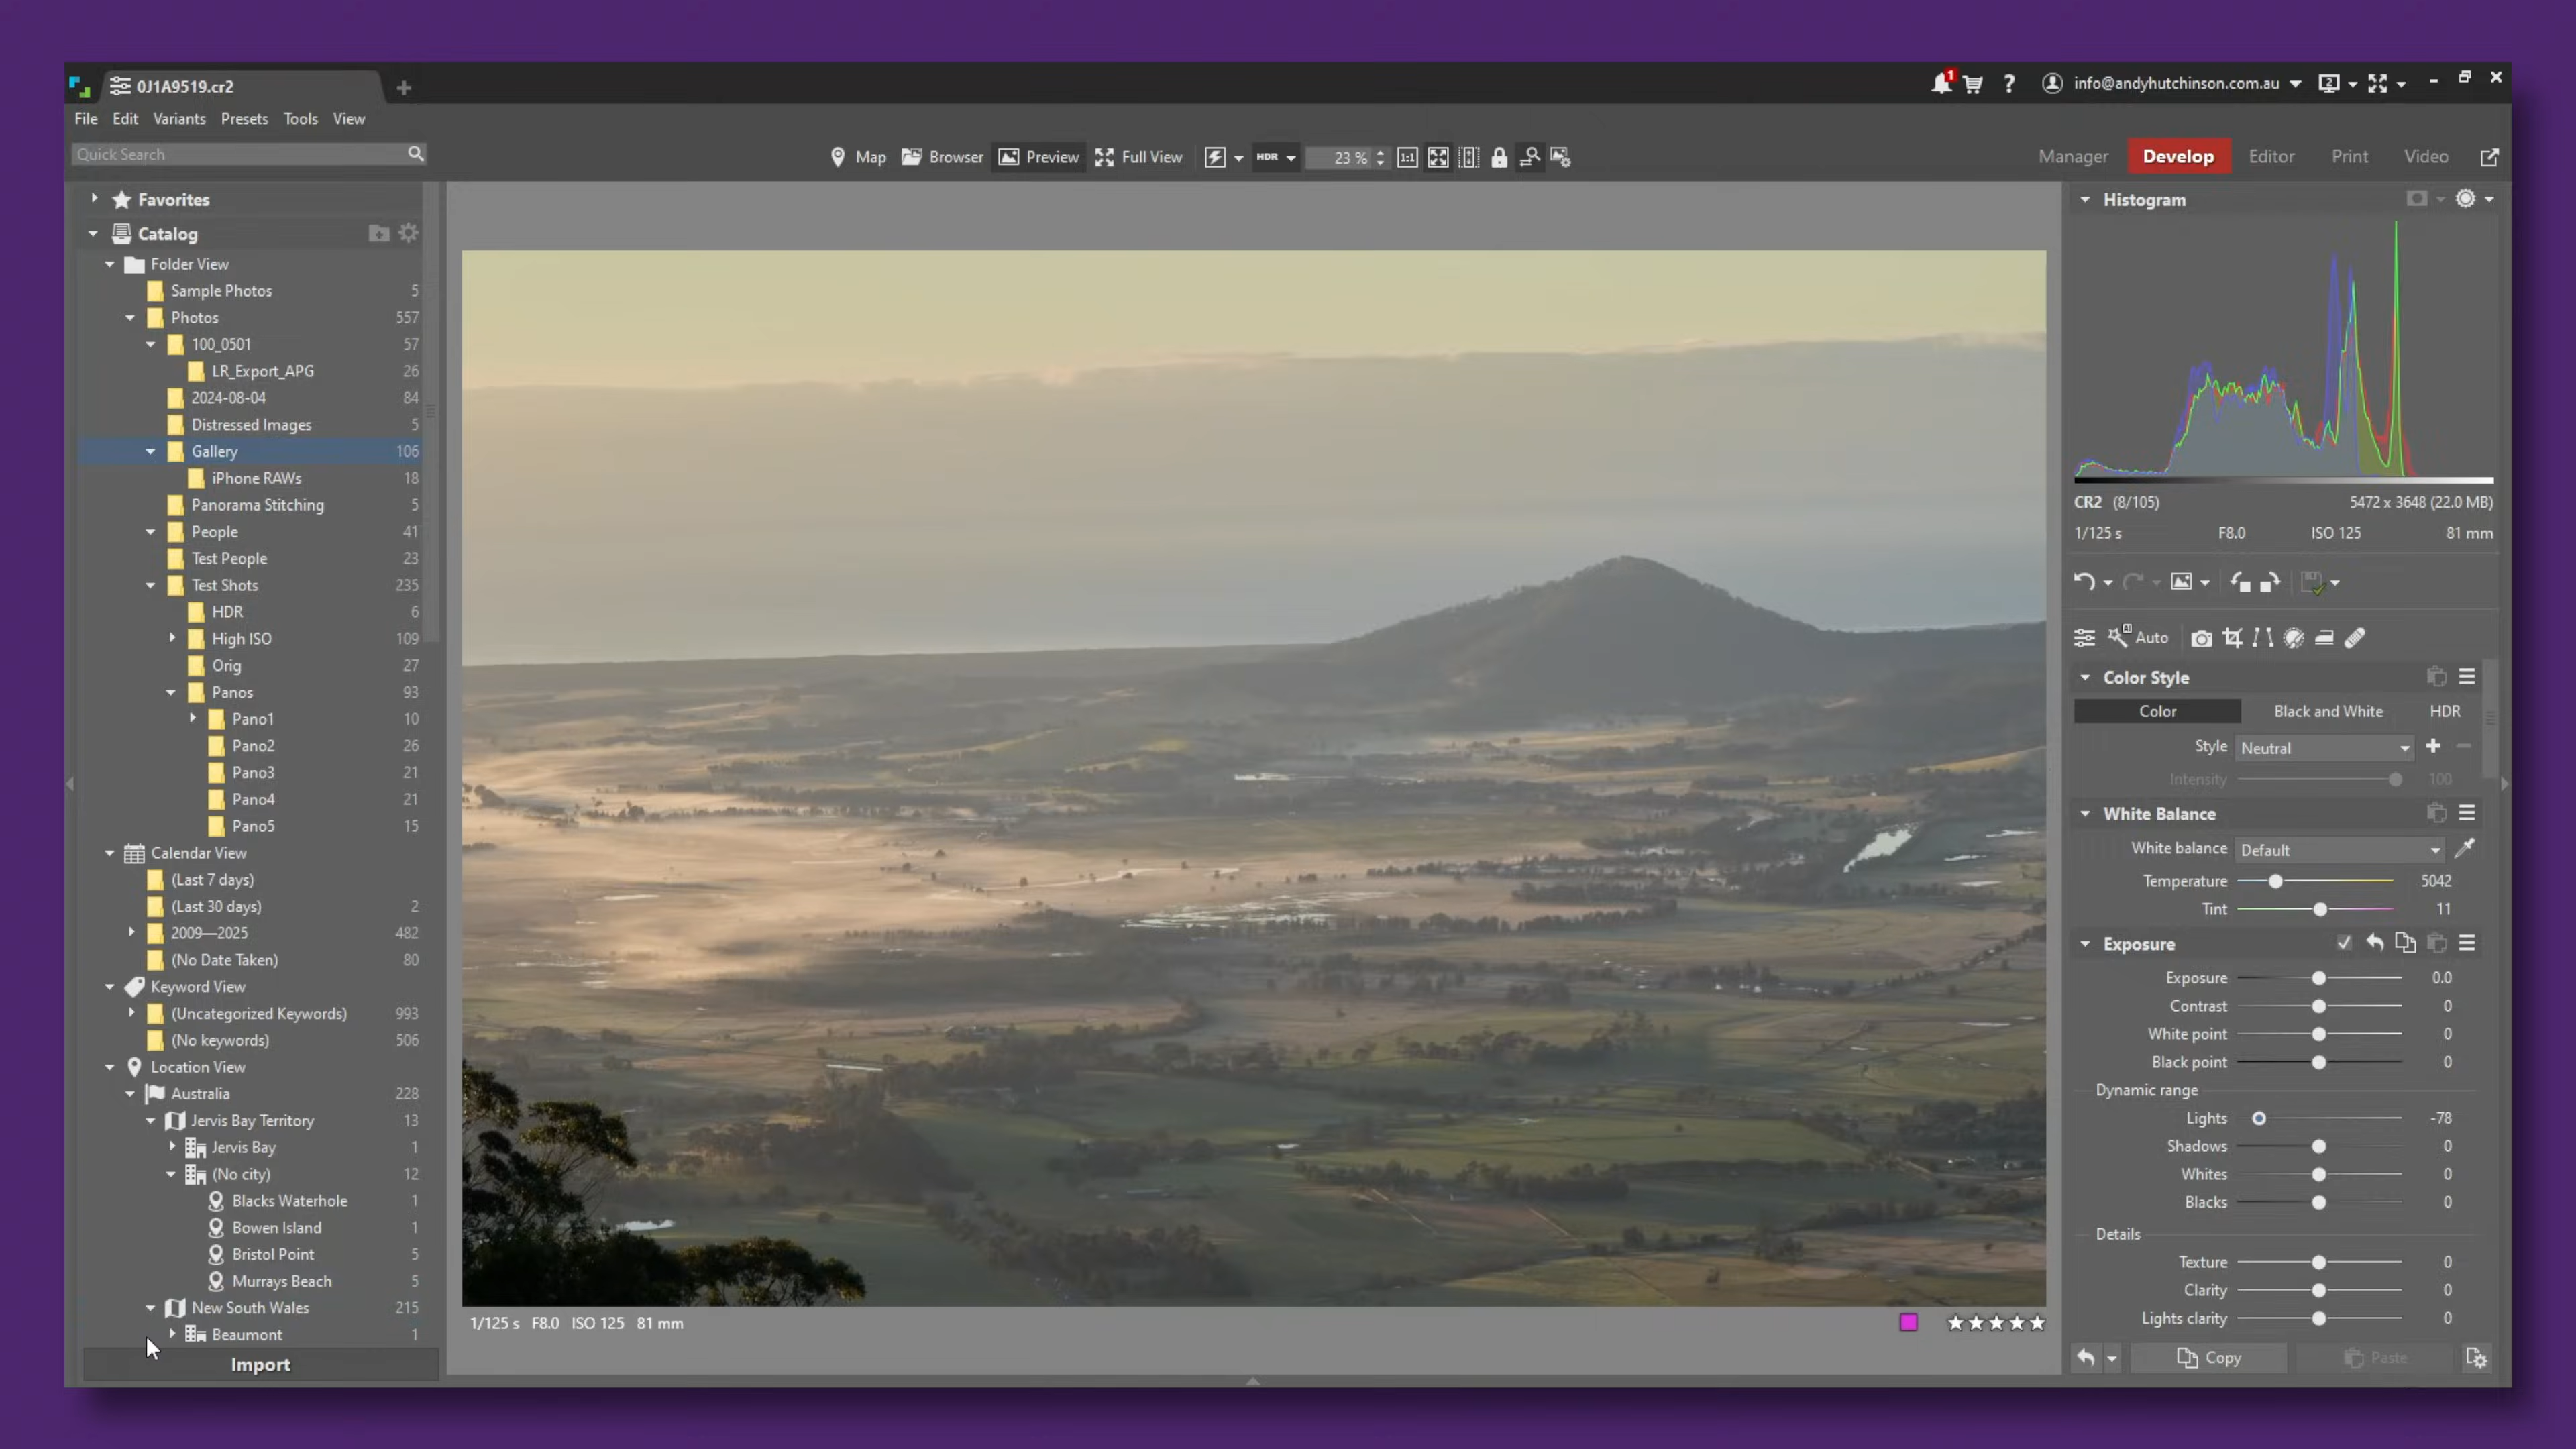 0J1A9519.cr2
1
info@andyhutchinson.com.au
2
File Edit Variants Presets Tools View
Quick Search
Map Browser Preview Full View HDR 23 % 1:1
Manager Develop Editor Print Video
Favorites
Catalog
Folder View
Sample Photos 5
Photos 557
100_0501 57
LR_Export_APG 26
2024-08-04 84
Distressed Images 5
Gallery 106
iPhone RAWs 18
Panorama Stitching 5
People 41
Test People 23
Test Shots 235
HDR 6
High ISO 109
Orig 27
Panos 93
Pano1 10
Pano2 26
Pano3 21
Pano4 21
Pano5 15
Calendar View
(Last 7 days)
(Last 30 days) 2
2009—2025 482
(No Date Taken) 80
Keyword View
(Uncategorized Keywords) 993
(No keywords) 506
Location View
Australia 228
Jervis Bay Territory 13
Jervis Bay 1
(No city) 12
Blacks Waterhole 1
Bowen Island 1
Bristol Point 5
Murrays Beach 5
New South Wales 215
Beaumont 1
Import
1/125 s F8.0 ISO 125 81 mm
Histogram
CR2 (8/105) 5472 x 3648 (22.0 MB)
1/125 s F8.0 ISO 125 81 mm
AI Auto
Color Style
Color Black and White HDR
Style Neutral
Intensity 100
White Balance
White balance Default
Temperature 5042
Tint 11
Exposure
Exposure 0.0
Contrast 0
White point 0
Black point 0
Dynamic range
Lights -78
Shadows 0
Whites 0
Blacks 0
Details
Texture 0
Clarity 0
Lights clarity 0
Copy Paste